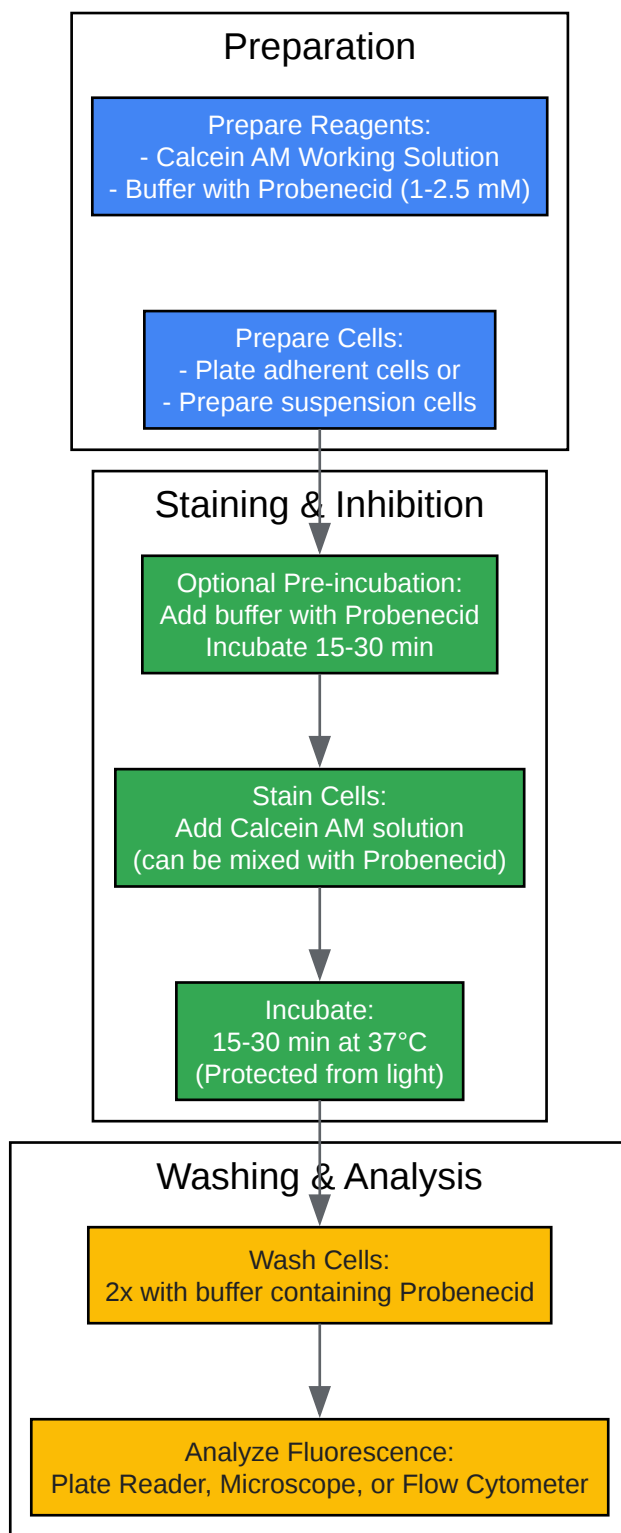 Preparation
Prepare Reagents:
- Calcein AM Working Solution
- Buffer with Probenecid (1-2.5 mM)
Prepare Cells:
- Plate adherent cells or
- Prepare suspension cells
Staining & Inhibition
Optional Pre-incubation:
Add buffer with Probenecid
Incubate 15-30 min
Stain Cells:
Add Calcein AM solution
(can be mixed with Probenecid)
Incubate:
15-30 min at 37°C
(Protected from light)
Washing & Analysis
Wash Cells:
2x with buffer containing Probenecid
Analyze Fluorescence:
Plate Reader, Microscope, or Flow Cytometer